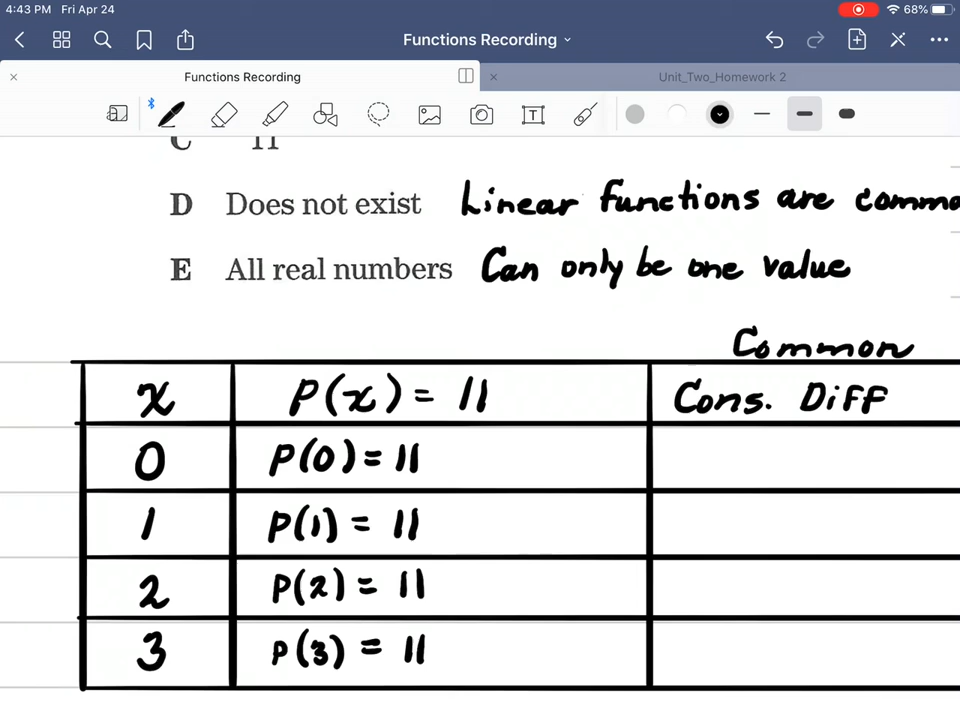 4:43 PM Fri Apr 24
68%
Functions Recording
Functions Recording
Unit_Two_Homework 2
C 11
D Does not exist Linear functions are commo
E All real numbers Can only be one value
Common
x P(x) = 11 Cons. Diff
0 P(0) = 11
1 P(1) = 11
2 P(2) = 11
3 P(3) = 11